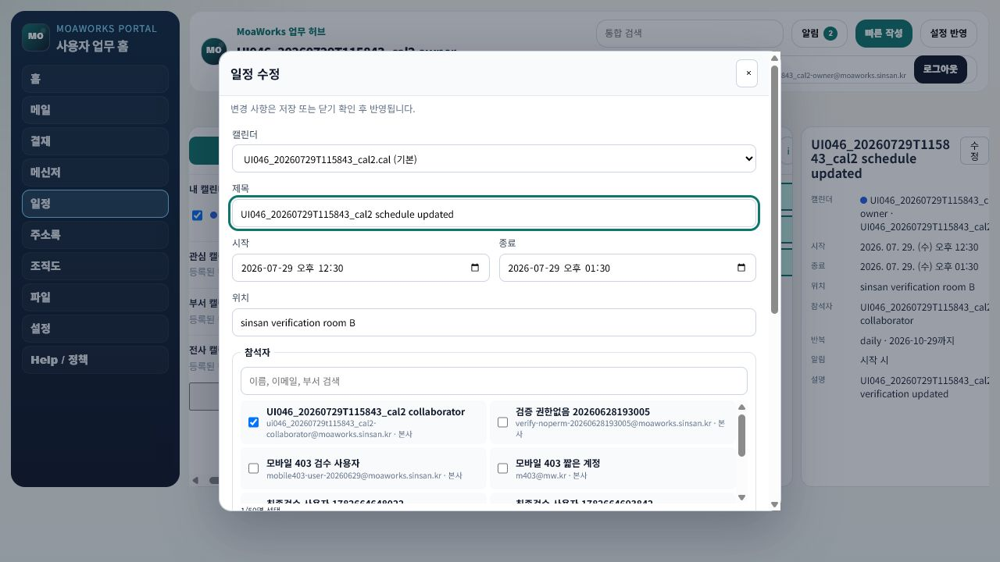 MO
MOAWORKS PORTAL
사용자 업무 홈
홈
메일
결재
메신저
일정
주소록
조직도
파일
설정
Help / 정책
MO
MoaWorks 업무 허브
UI046_20260729T115843_cal2 owner
통합 검색
알림 2
빠른 작성
설정 반영
843_cal2-owner@moaworks.sinsan.kr
로그아웃
내 캘린
관심 캘
등록된
부서 캘
등록된
전사 캘
등록된
일정 수정
×
변경 사항은 저장 또는 닫기 확인 후 반영됩니다.
캘린더
UI046_20260729T115843_cal2.cal (기본)
제목
UI046_20260729T115843_cal2 schedule updated
시작
종료
2026-07-29 오후 12:30
2026-07-29 오후 01:30
위치
sinsan verification room B
참석자
이름, 이메일, 부서 검색
UI046_20260729T115843_cal2 collaborator
ui046_20260729t115843_cal2-
collaborator@moaworks.sinsan.kr · 본사
검증 권한없음 20260628193005
verify-noperm-20260628193005@moaworks.sinsan.kr · 본
사
모바일 403 검수 사용자
mobile403-user-20260629@moaworks.sinsan.kr · 본사
모바일 403 짧은 계정
m403@mw.kr · 본사
최종검수 사용자 1782664648022
최종검수 사용자 1782664693842
1/50명 선택
UI046_20260729T1158
43_cal2 schedule
updated
수
정
캘린더
UI046_20260729T115843_c
owner ·
UI046_20260729T115843_cal2
시작
2026. 07. 29. (수) 오후 12:30
종료
2026. 07. 29. (수) 오후 01:30
위치
sinsan verification room B
참석자
UI046_20260729T115843_cal2
collaborator
반복
daily · 2026-10-29까지
알림
시작 시
설명
UI046_20260729T115843_cal2
verification updated